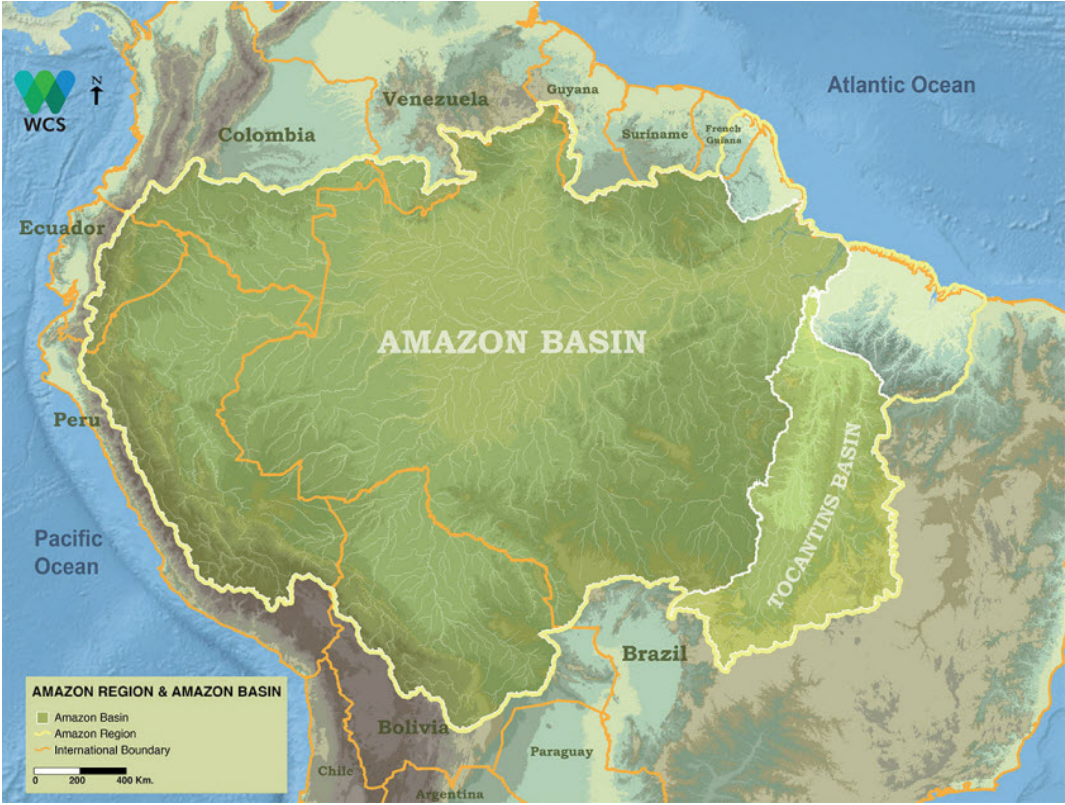 WCS
N
Atlantic Ocean
Venezuela
Guyana
Colombia
Suriname
French
Guiana
Ecuador
AMAZON BASIN
Peru
TOCANTINS BASIN
Pacific
Ocean
Brazil
Bolivia
Paraguay
Chile
Argentina
AMAZON REGION & AMAZON BASIN
Amazon Basin
Amazon Region
International Boundary
0 200 400 Km.